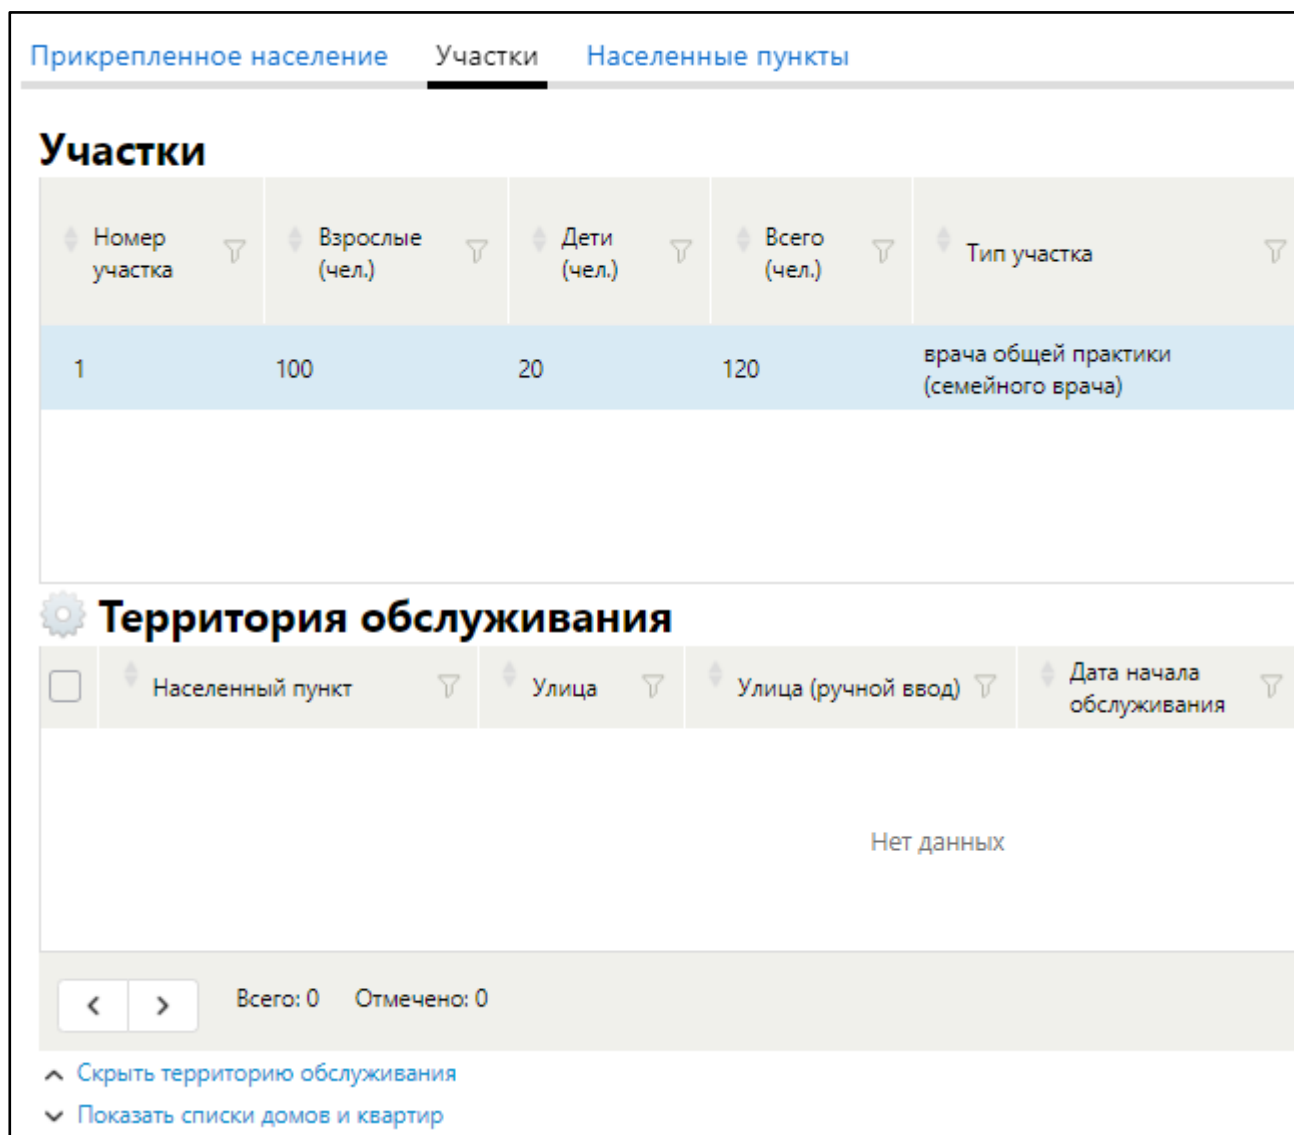 Прикрепленное население Участки Населенные пункты
Участки
Номер участка Взрослые (чел.) Дети (чел.) Всего (чел.) Тип участка
1 100 20 120 врача общей практики (семейного врача)
Территория обслуживания
Населенный пункт Улица Улица (ручной ввод) Дата начала обслуживания
Нет данных
Всего: 0 Отмечено: 0
Скрыть территорию обслуживания
Показать списки домов и квартир